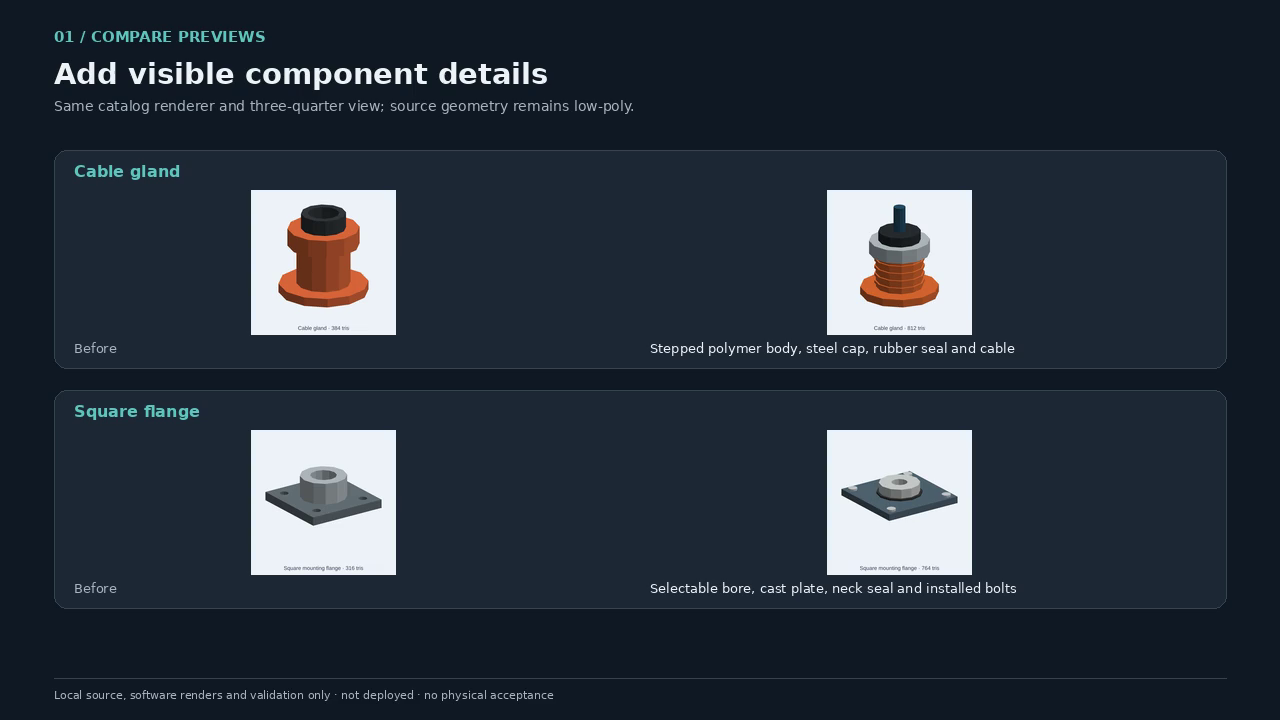 01 / COMPARE PREVIEWS
Add visible component details
Same catalog renderer and three-quarter view; source geometry remains low-poly.
Cable gland
Cable gland · 384 tris
Cable gland · 612 tris
Before
Stepped polymer body, steel cap, rubber seal and cable
Square flange
Square mounting flange · 316 tris
Square mounting flange · 764 tris
Before
Selectable bore, cast plate, neck seal and installed bolts
Local source, software renders and validation only · not deployed · no physical acceptance